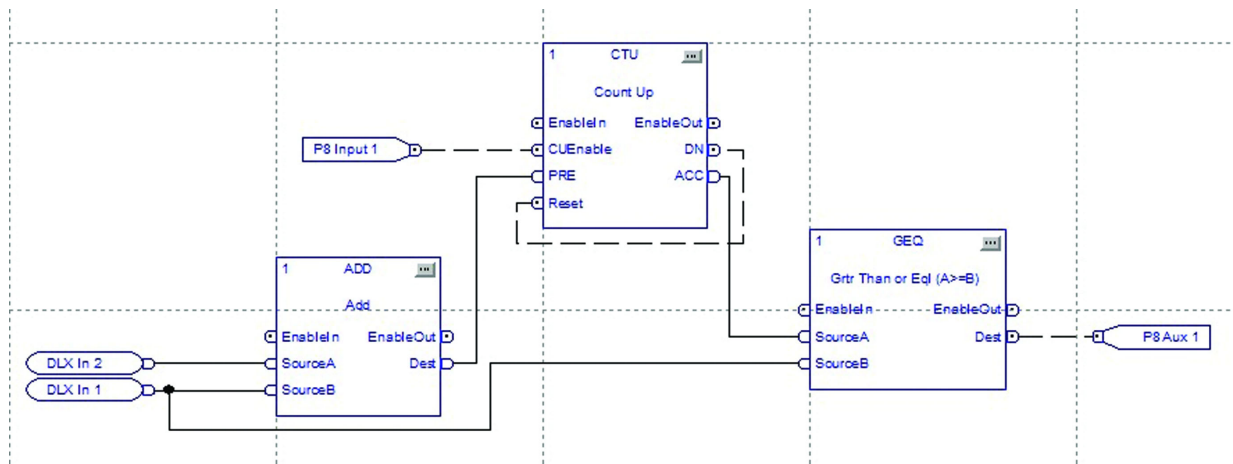 1 CTU
Count Up
EnableIn EnableOut
P8 Input 1
CUEnable DN
PRE ACC
Reset
1 GEQ
Grtr Than or Eql (A>=B)
EnableIn EnableOut
SourceA Dest
SourceB
P8 Aux 1
1 ADD
Add
EnableIn EnableOut
DLX In 2
SourceA Dest
DLX In 1
SourceB